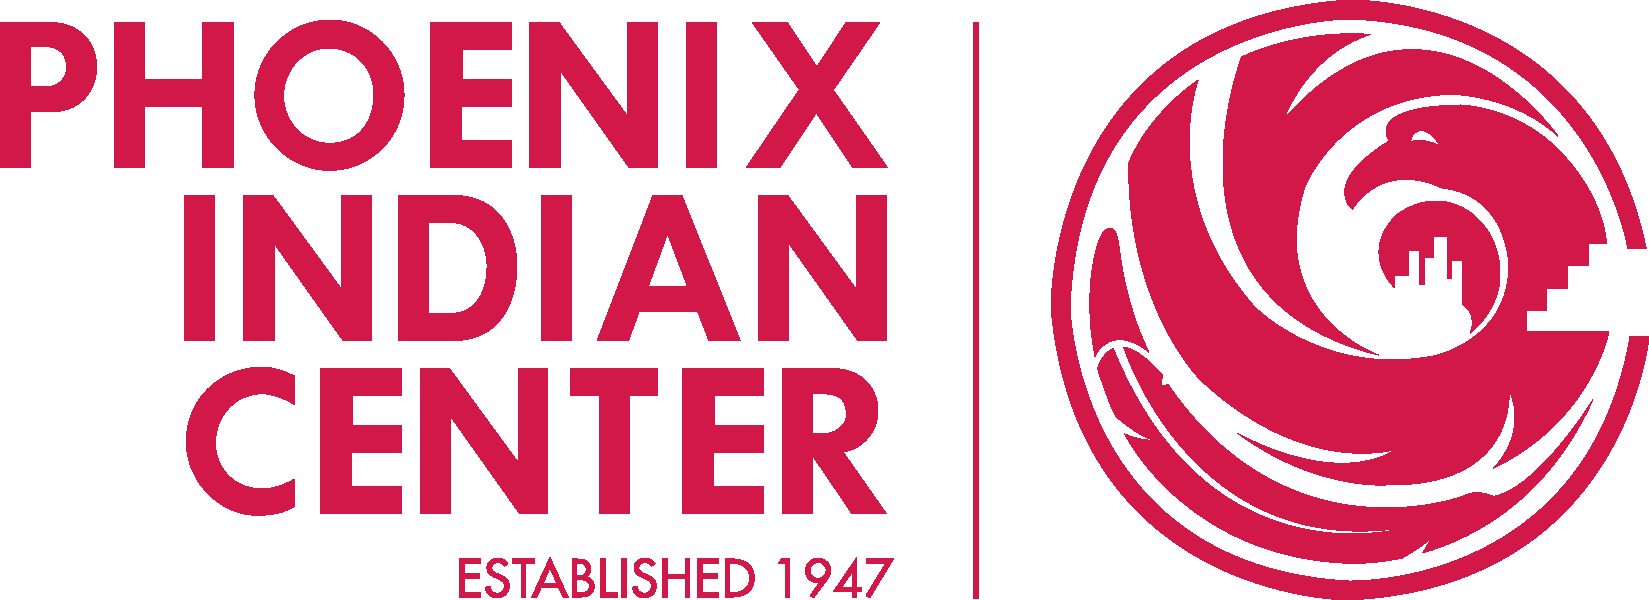 PHOENIX
INDIAN
CENTER
ESTABLISHED 1947